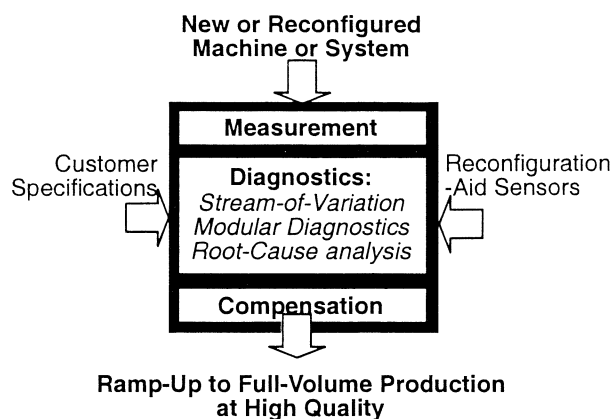 New or Reconfigured
Machine or System
Measurement
Customer
Specifications
Diagnostics:
Stream-of-Variation
Modular Diagnostics
Root-Cause analysis
Reconfiguration
-Aid Sensors
Compensation
Ramp-Up to Full-Volume Production
at High Quality